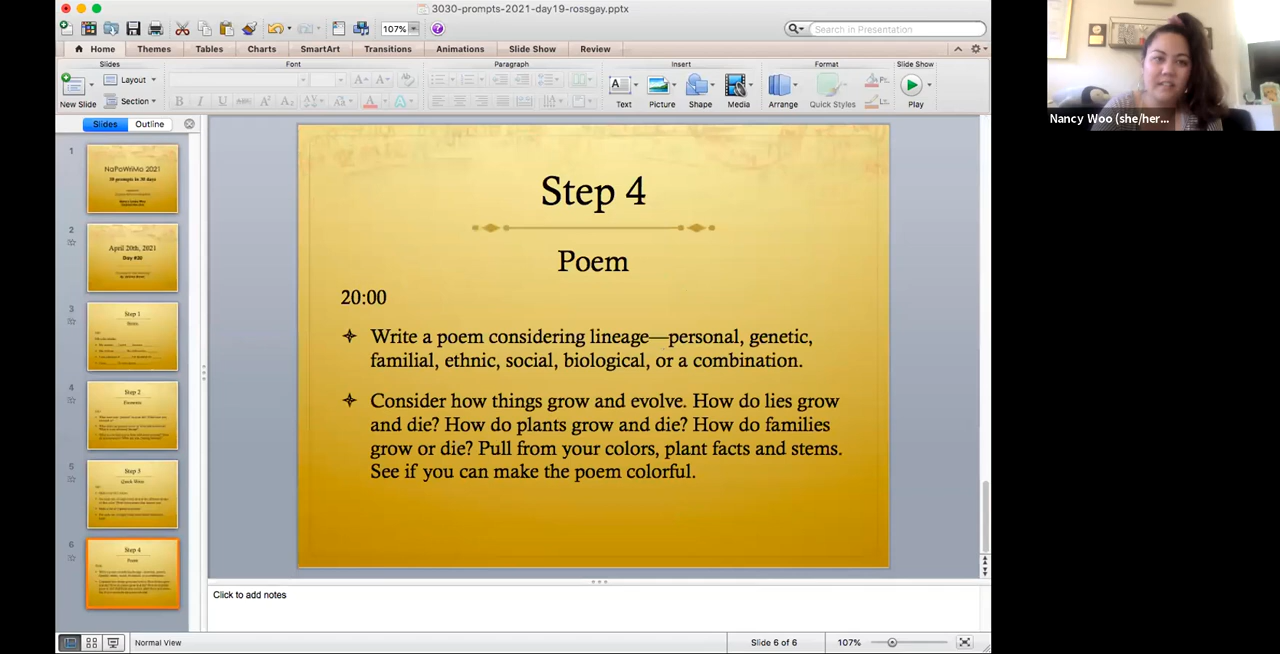 3030-prompts-2021-day19-rossgay.pptx
107%
Search in Presentation
Home Themes Tables Charts SmartArt Transitions Animations Slide Show Review
Slides Font Paragraph Insert Format Slide Show
Layout
Section
New Slide
Text Picture Shape Media Arrange Quick Styles Play
Slides Outline
1
NaPoWriMo 2021
30 prompts in 30 days
2
April 20th, 2021
Day #20
3
Step 1
4
Step 2
5
Step 3
Quick Write
6
Step 4
Poem
Step 4
Poem
20:00
Write a poem considering lineage—personal, genetic,
familial, ethnic, social, biological, or a combination.
Consider how things grow and evolve. How do lies grow
and die? How do plants grow and die? How do families
grow or die? Pull from your colors, plant facts and stems.
See if you can make the poem colorful.
Click to add notes
Normal View
Slide 6 of 6
107%
Nancy Woo (she/her...